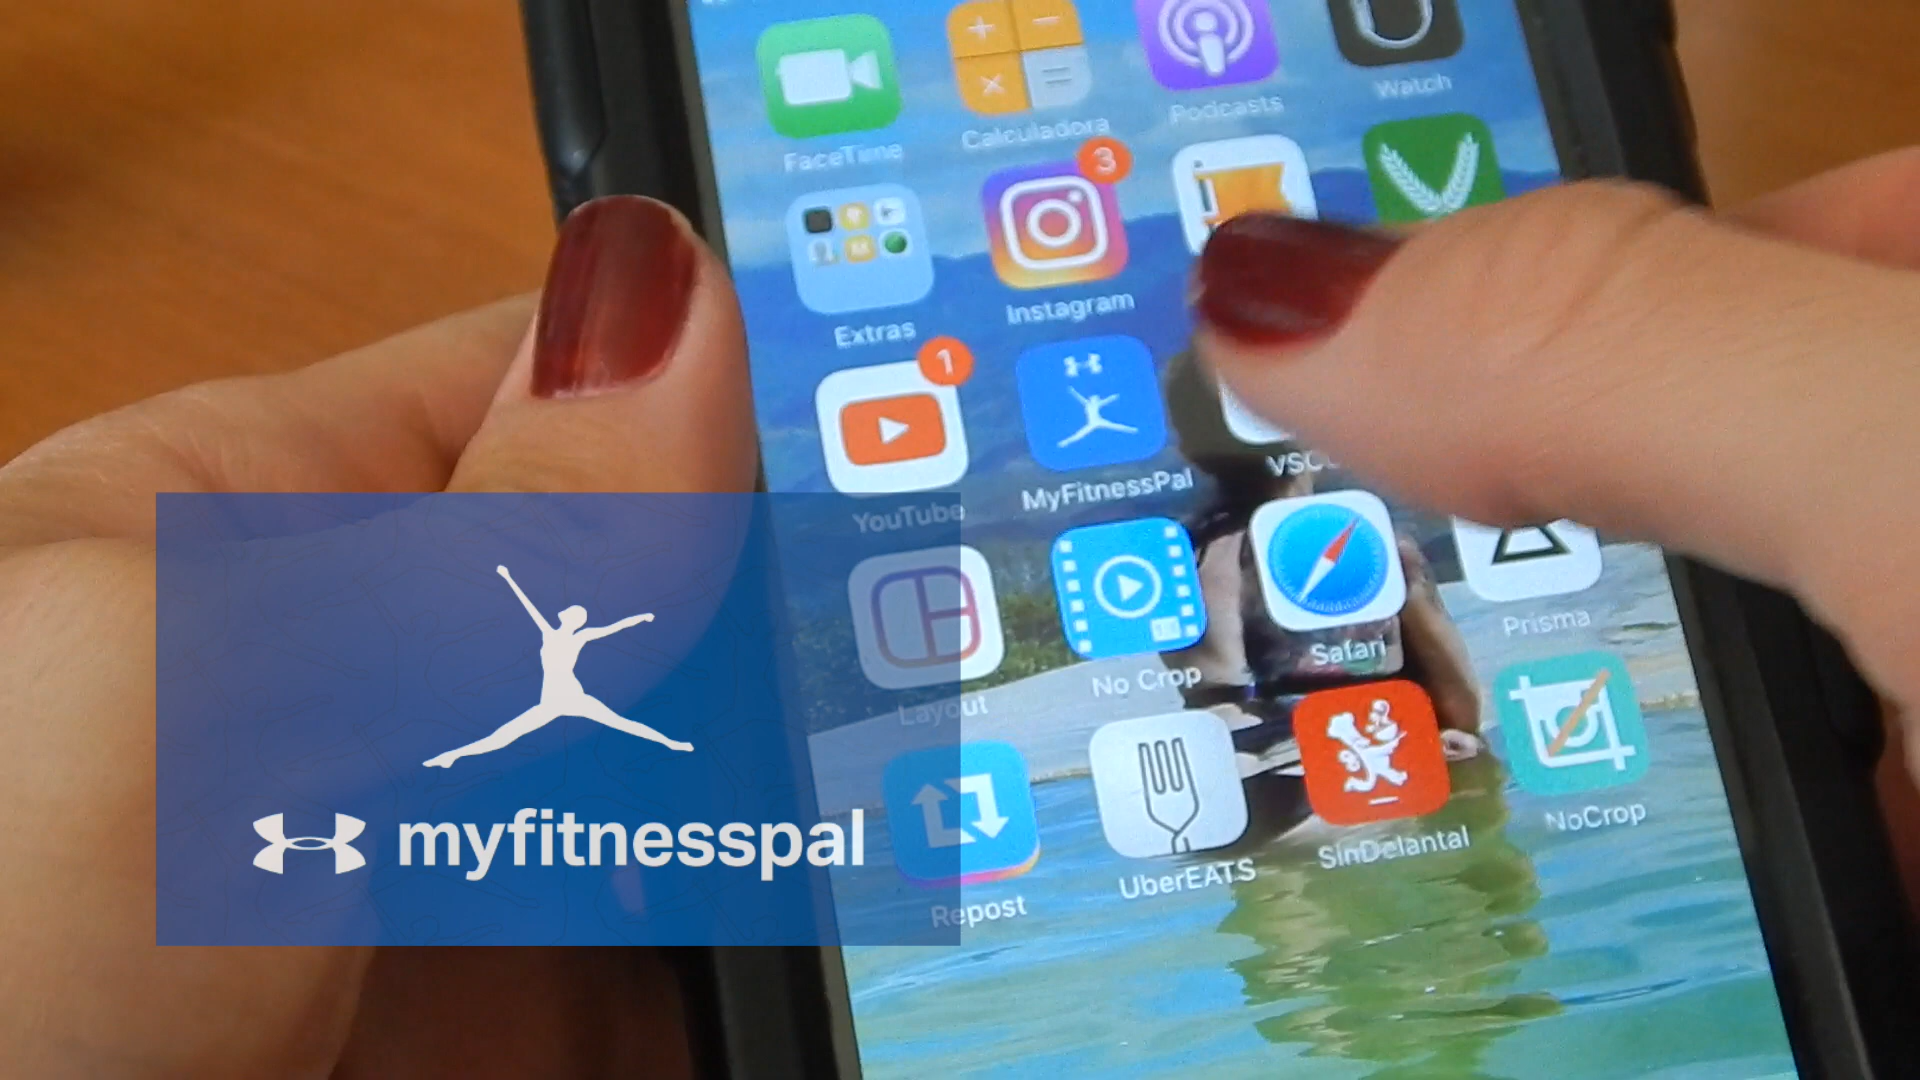 FaceTime
Calculadora
Podcasts
Watch
3
Extras
Instagram
1
YouTube
MyFitnessPal
Layout
No Crop
Safari
Prisma
Repost
UberEATS
SinDelantal
NoCrop
myfitnesspal